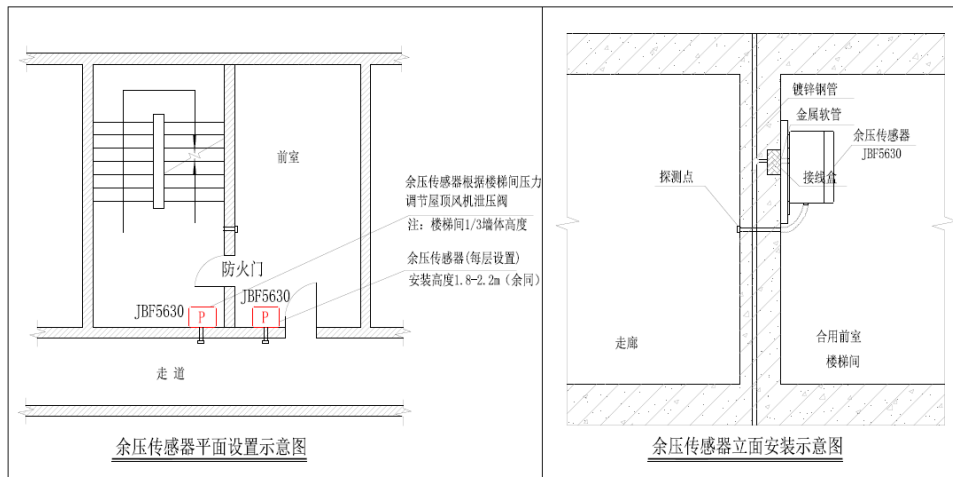 前室
余压传感器根据楼梯间压力
调节屋顶风机泄压阀
注：楼梯间1/3墙体高度
防火门
余压传感器(每层设置)
安装高度1.8-2.2m（余同）
JBF5630
JBF5630
P
P
走道
余压传感器平面设置示意图
镀锌钢管
金属软管
余压传感器
JBF5630
接线盒
探测点
走廊
合用前室
楼梯间
余压传感器立面安装示意图